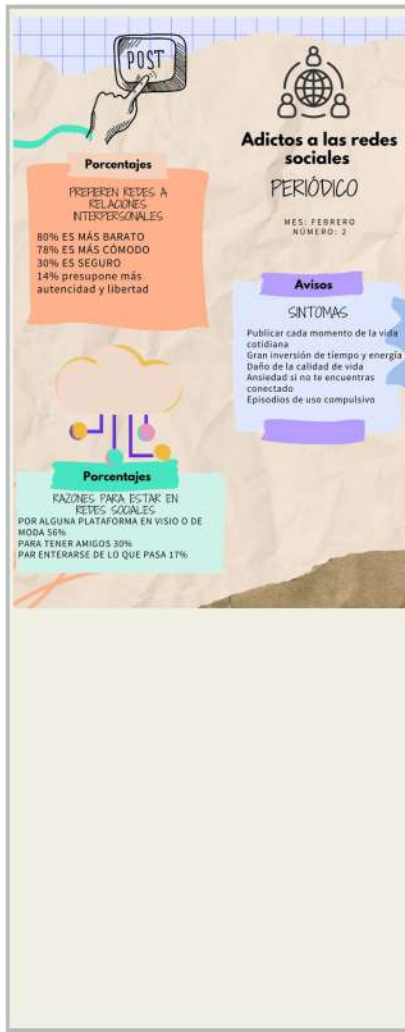 POST
Adictos a las redes
sociales
PERIÓDICO
MES: FEBRERO
NÚMERO: 2
Porcentajes
PREFIEREN REDES A
RELACIONES
INTERPERSONALES
80% ES MÁS BARATO
78% ES MÁS CÓMODO
30% ES SEGURO
14% presupone más
autencidad y libertad
Avisos
SINTOMAS
Publicar cada momento de la vida
cotidiana
Gran inversión de tiempo y energía
Daño de la calidad de vida
Ansiedad si no te encuentras
conectado
Episodios de uso compulsivo
Porcentajes
RAZONES PARA ESTAR EN
REDES SOCIALES
POR ALGUNA PLATAFORMA EN VISIO O DE
MODA 56%
PARA TENER AMIGOS 30%
PAR ENTERARSE DE LO QUE PASA 17%